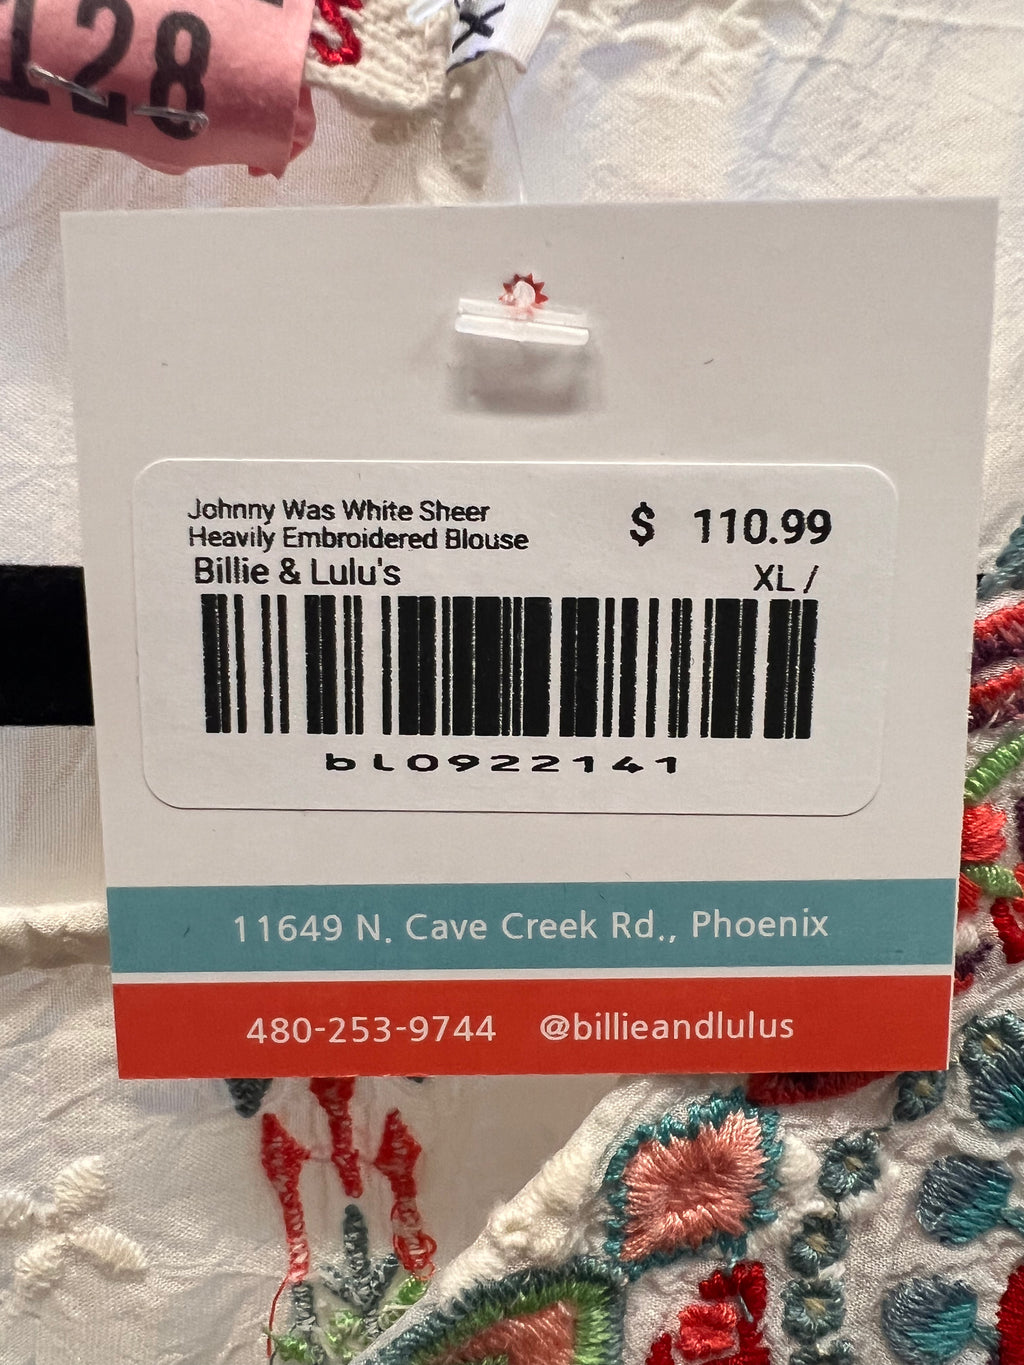 128
X
Johnny Was White Sheer
Heavily Embroidered Blouse
$ 110.99
Billie & Lulu's
XL /
bL0922141
11649 N. Cave Creek Rd., Phoenix
480-253-9744 @billieandlulus